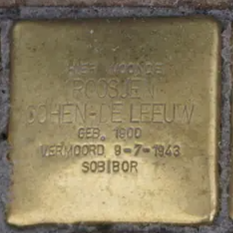 HIER WOONDE
ROOSJE
COHEN-DE LEEUW
GEB. 1900
VERMOORD 9-7-1943
SOBIBOR